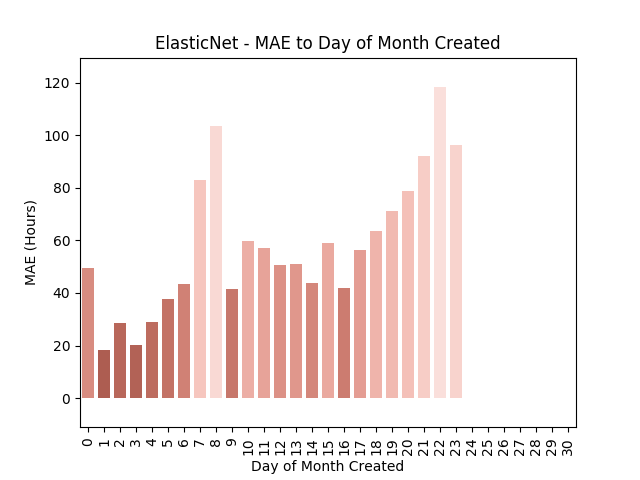 ElasticNet - MAE to Day of Month Created
MAE (Hours)
120
100
80
60
40
20
0
0 1 2 3 4 5 6 7 8 9 10 11 12 13 14 15 16 17 18 19 20 21 22 23 24 25 26 27 28 29 30
Day of Month Created